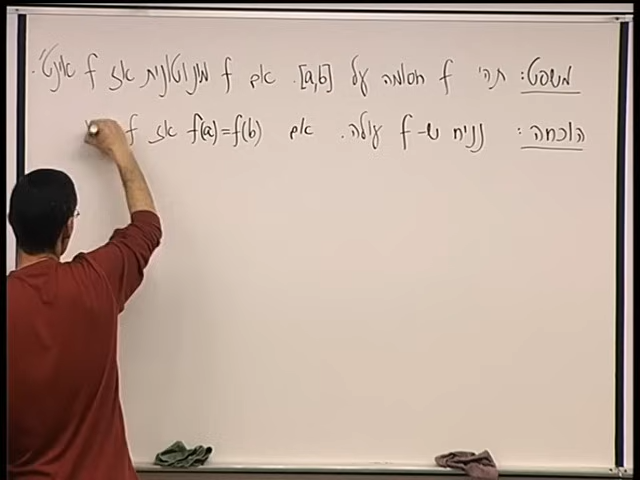 משפט: תהי f חסומה על [a,b]. אם f מונוטונית אז f אינט'.
הוכחה: נניח ש-f עולה. אם f(a)=f(b) אז f